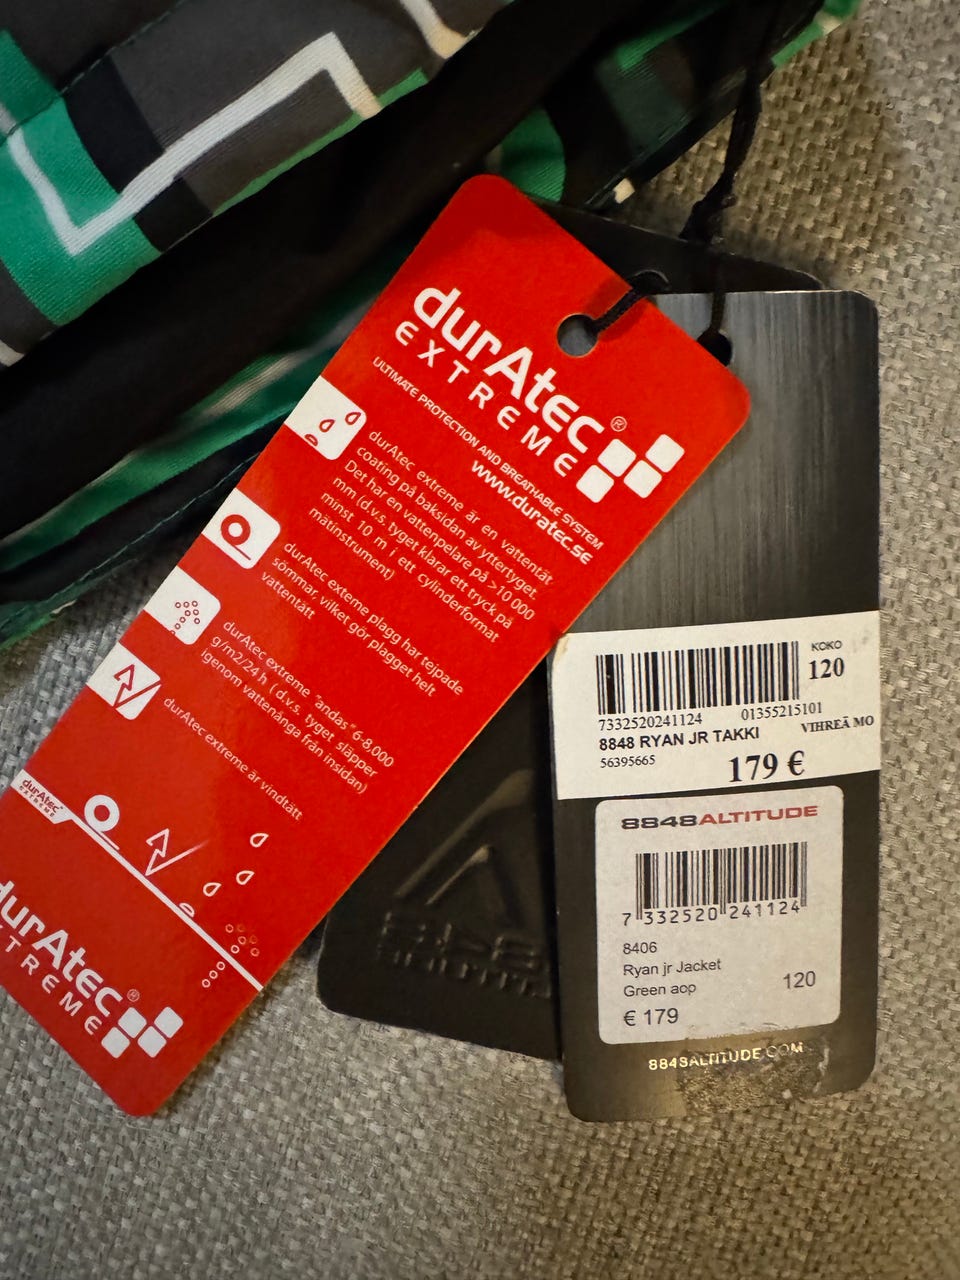 durAtec®
EXTREME
ULTIMATE PROTECTION AND BREATHABLE SYSTEM
www.duratec.se
durAtec extreme är en vattentät
coating på baksidan av yttertyget.
Det har en vattenpelare på >10 000
mm (d.v.s. tyget klarar ett tryck på
minst 10 m i ett cylinderformat
mätinstrument)
durAtec exteme plagg har tejpade
sömmar, vilket gör plagget helt
vattentätt
durAtec extreme "andas" 6-8.000
g/m2/24 h ( d.v.s. tyget släpper
igenom vattenånga från insidan)
durAtec extreme är vindtätt
durAtec
EXTREME
durAtec®
EXTREME
KOKO
120
7332520241124 01355215101
8848 RYAN JR TAKKI VIHREÄ MO
56395665 179 €
8848ALTITUDE
7 332520 241124
8406
Ryan jr Jacket
Green aop 120
€ 179
8848ALTITUDE.COM